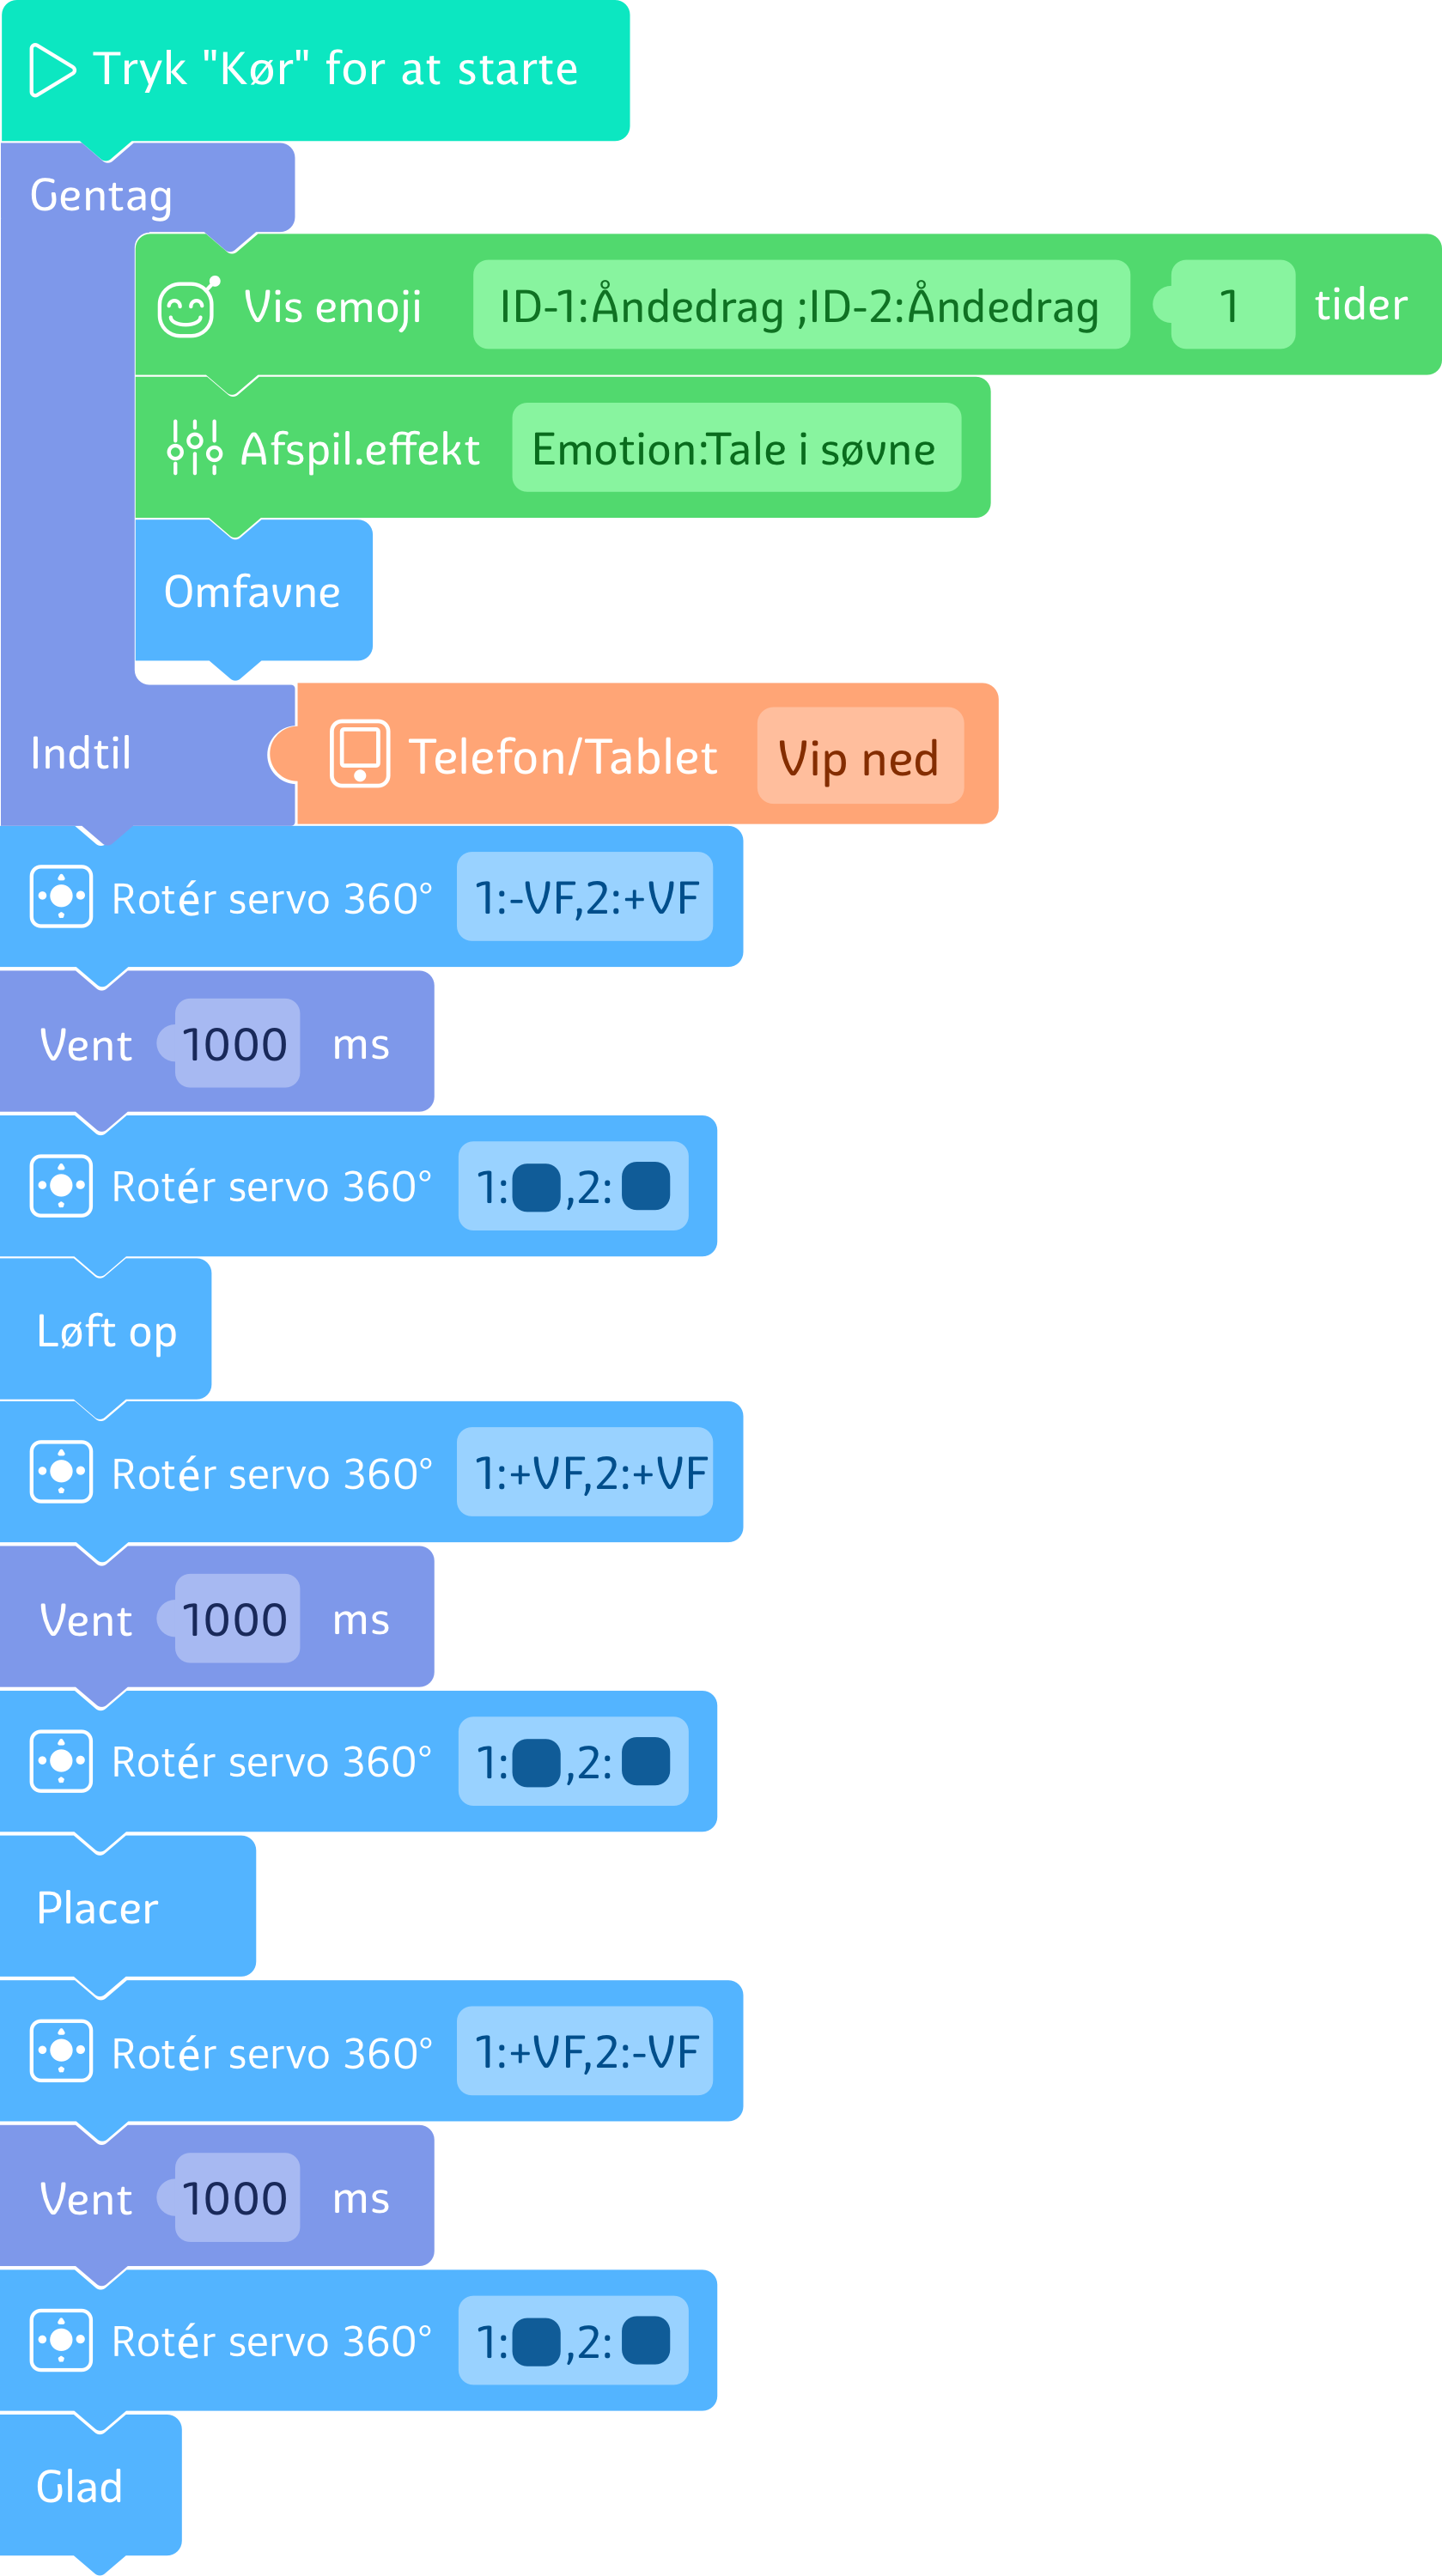 Tryk "Kør" for at starte
Gentag
Vis emoji ID-1:Åndedrag ;ID-2:Åndedrag 1 tider
Afspil.effekt Emotion:Tale i søvne
Omfavne
Indtil Telefon/Tablet Vip ned
Rotér servo 360° 1:-VF,2:+VF
Vent 1000 ms
Rotér servo 360° 1: ,2:
Løft op
Rotér servo 360° 1:+VF,2:+VF
Vent 1000 ms
Rotér servo 360° 1: ,2:
Placer
Rotér servo 360° 1:+VF,2:-VF
Vent 1000 ms
Rotér servo 360° 1: ,2:
Glad